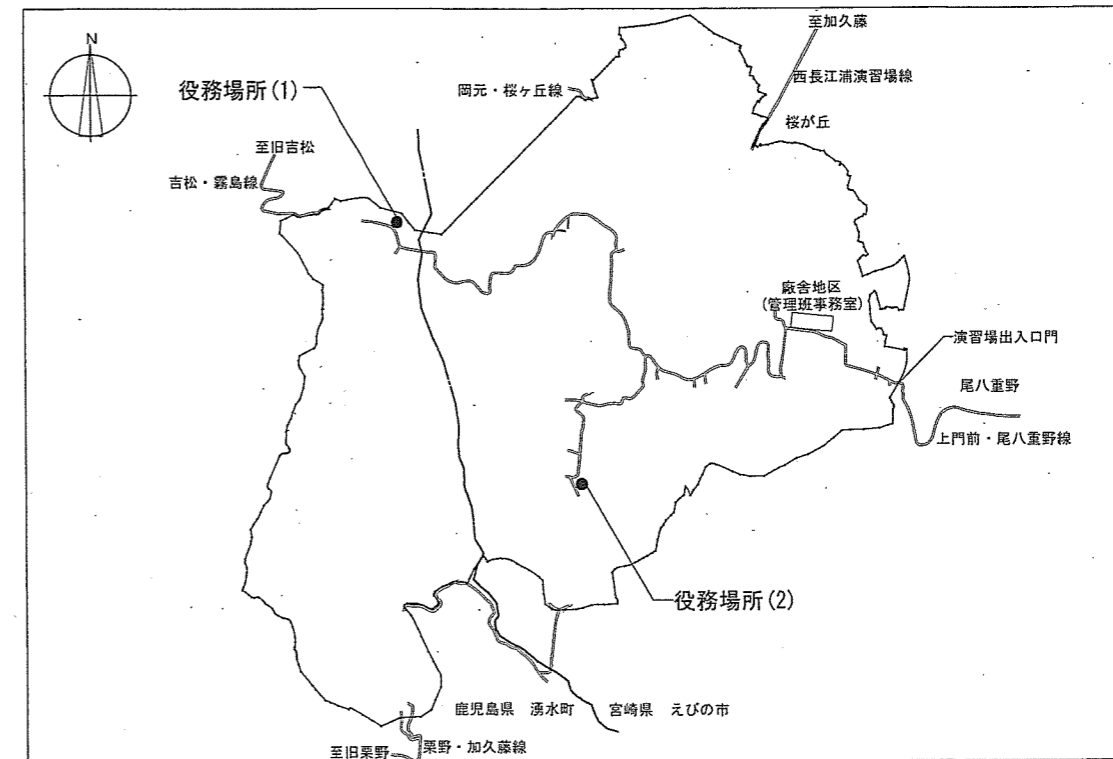 N
至加久藤
役務場所(1)
岡元・桜ヶ丘線
西長江浦演習場線
桜が丘
至旧吉松
吉松・霧島線
廠舎地区
(管理班事務室)
演習場出入口門
尾八重野
上門前・尾八重野線
役務場所(2)
鹿児島県 湧水町 宮崎県 えびの市
栗野・加久藤線
至旧栗野